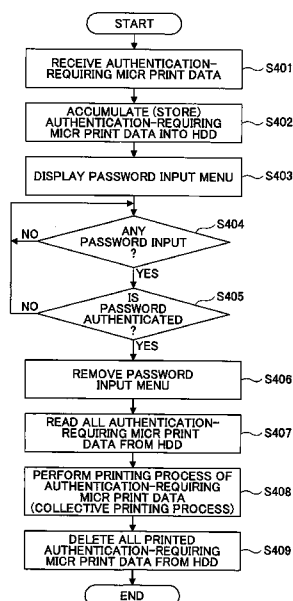 START
RECEIVE AUTHENTICATION-
REQUIRING MICR PRINT DATA
S401
ACCUMULATE (STORE)
AUTHENTICATION-REQUIRING
MICR PRINT DATA INTO HDD
S402
DISPLAY PASSWORD INPUT MENU
S403
ANY
PASSWORD INPUT
?
S404
NO
YES
IS
PASSWORD
AUTHENTICATED
?
S405
NO
YES
REMOVE PASSWORD
INPUT MENU
S406
READ ALL AUTHENTICATION-
REQUIRING MICR PRINT
DATA FROM HDD
S407
PERFORM PRINTING PROCESS OF
AUTHENTICATION-REQUIRING
MICR PRINT DATA
(COLLECTIVE PRINTING PROCESS)
S408
DELETE ALL PRINTED
AUTHENTICATION-REQUIRING
MICR PRINT DATA FROM HDD
S409
END